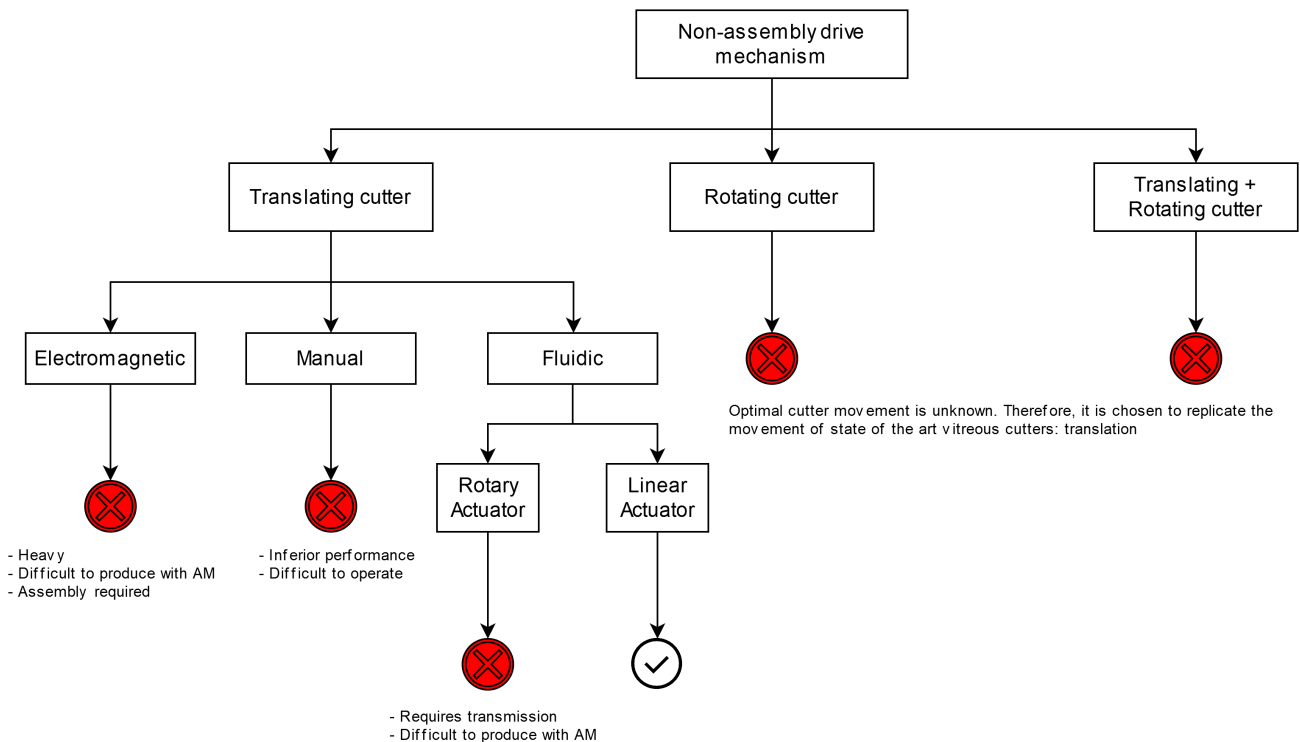 Non-assembly drive
mechanism
Translating cutter
Rotating cutter
Translating +
Rotating cutter
Electromagnetic
Manual
Fluidic
Optimal cutter movement is unknown. Therefore, it is chosen to replicate the
movement of state of the art vitreous cutters: translation
Rotary
Actuator
Linear
Actuator
- Heavy
- Difficult to produce with AM
- Assembly required
- Inferior performance
- Difficult to operate
- Requires transmission
- Difficult to produce with AM